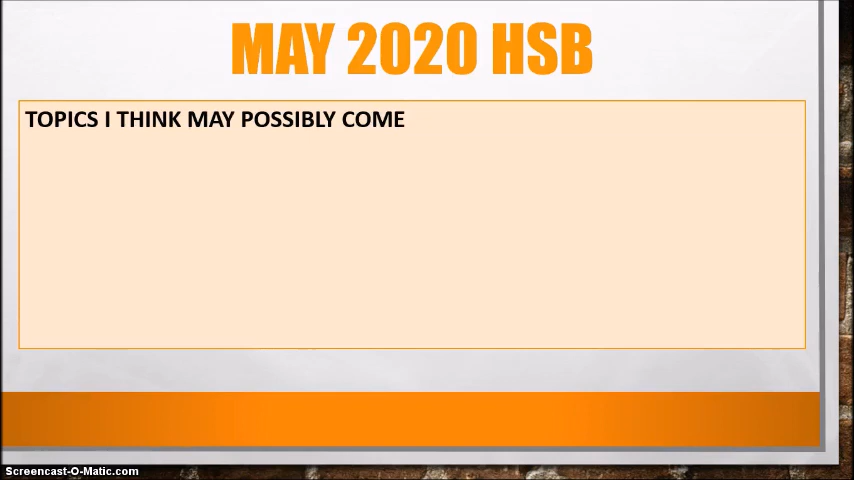 MAY 2020 HSB
TOPICS I THINK MAY POSSIBLY COME
Screencast-O-Matic.com